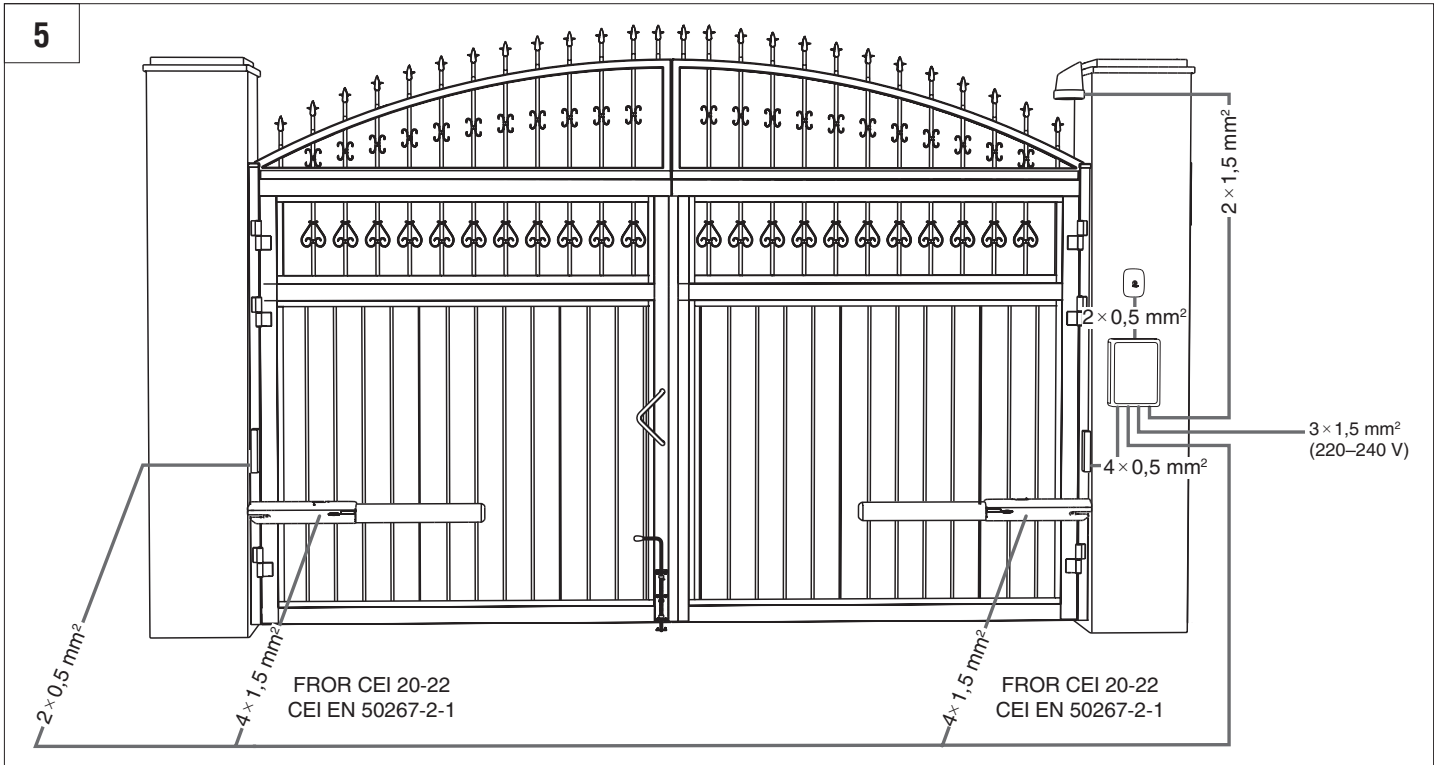 5
2 × 1,5 mm²
2 × 0,5 mm²
3 × 1,5 mm²
(220–240 V)
4 × 0,5 mm²
2 × 0,5 mm²
4 × 1,5 mm²
FROR CEI 20-22
CEI EN 50267-2-1
4× 1,5 mm²
FROR CEI 20-22
CEI EN 50267-2-1